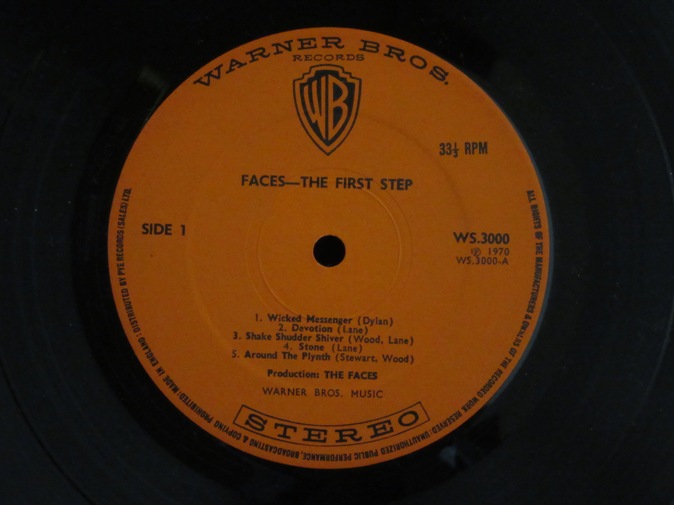 WARNER BROS.
RECORDS
WB
33⅓ RPM
FACES—THE FIRST STEP
SIDE 1
WS.3000
℗ 1970
WS.3000-A
1. Wicked Messenger (Dylan)
2. Devotion (Lane)
3. Shake Shudder Shiver (Wood, Lane)
4. Stone (Lane)
5. Around The Plynth (Stewart, Wood)
Production: THE FACES
WARNER BROS. MUSIC
STEREO
ALL RIGHTS OF THE MANUFACTURERS & OWNERS OF THE RECORDED WORK RESERVED: UNAUTHORIZED PUBLIC PERFORMANCE, BROADCASTING & COPYING PROHIBITED: MADE IN ENGLAND: DISTRIBUTED BY PYE RECORDS (SALES) LTD.